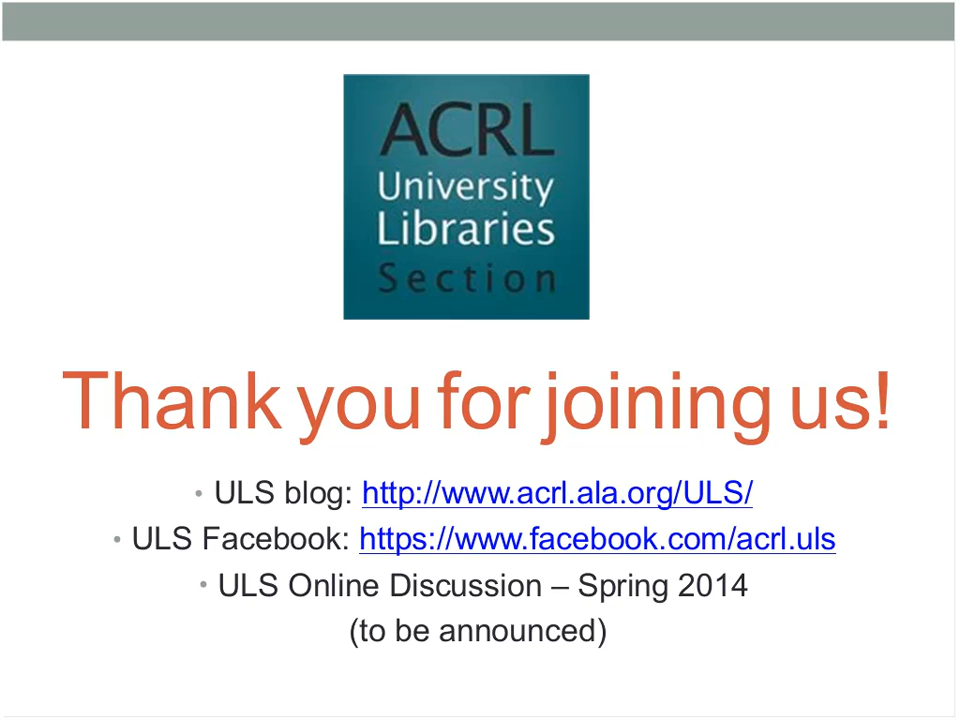 ACRL
University
Libraries
Section
Thank you for joining us!
• ULS blog: http://www.acrl.ala.org/ULS/
• ULS Facebook: https://www.facebook.com/acrl.uls
• ULS Online Discussion – Spring 2014
(to be announced)